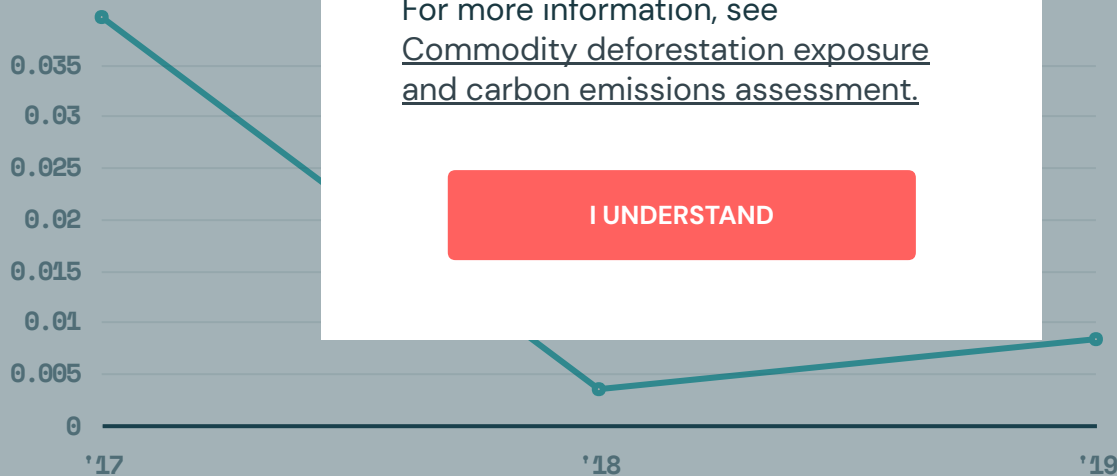 For more information, see
Commodity deforestation exposure
and carbon emissions assessment.
I UNDERSTAND
0.035
0.03
0.025
0.02
0.015
0.01
0.005
0
'17
'18
'19